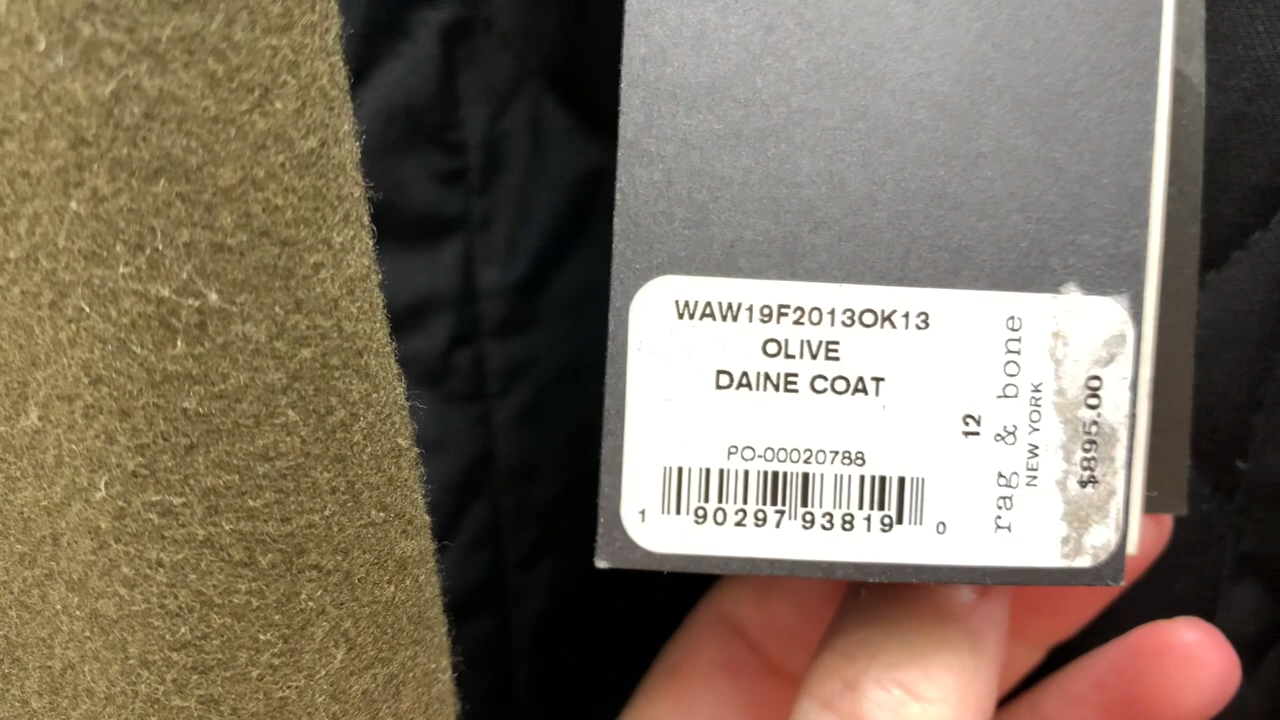 WAW19F2013OK13
OLIVE
DAINE COAT
PO-00020788
1 90297 93819 0
12
rag & bone
NEW YORK
$895.00